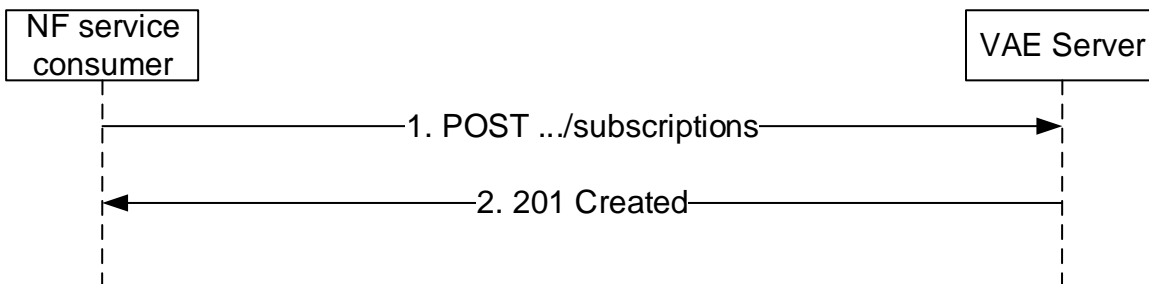 NF service
consumer
VAE Server
1. POST .../subscriptions
2. 201 Created